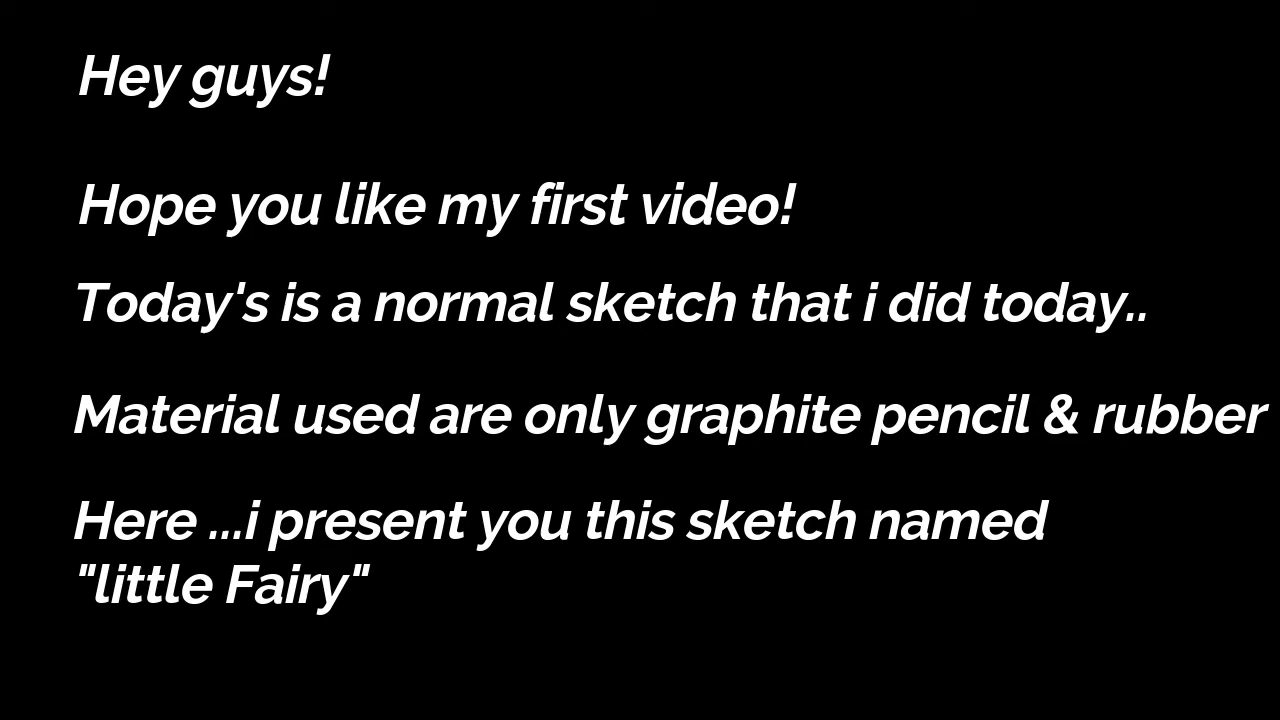 Hey guys!
Hope you like my first video!
Today's is a normal sketch that i did today..
Material used are only graphite pencil & rubber
Here ...i present you this sketch named
"little Fairy"